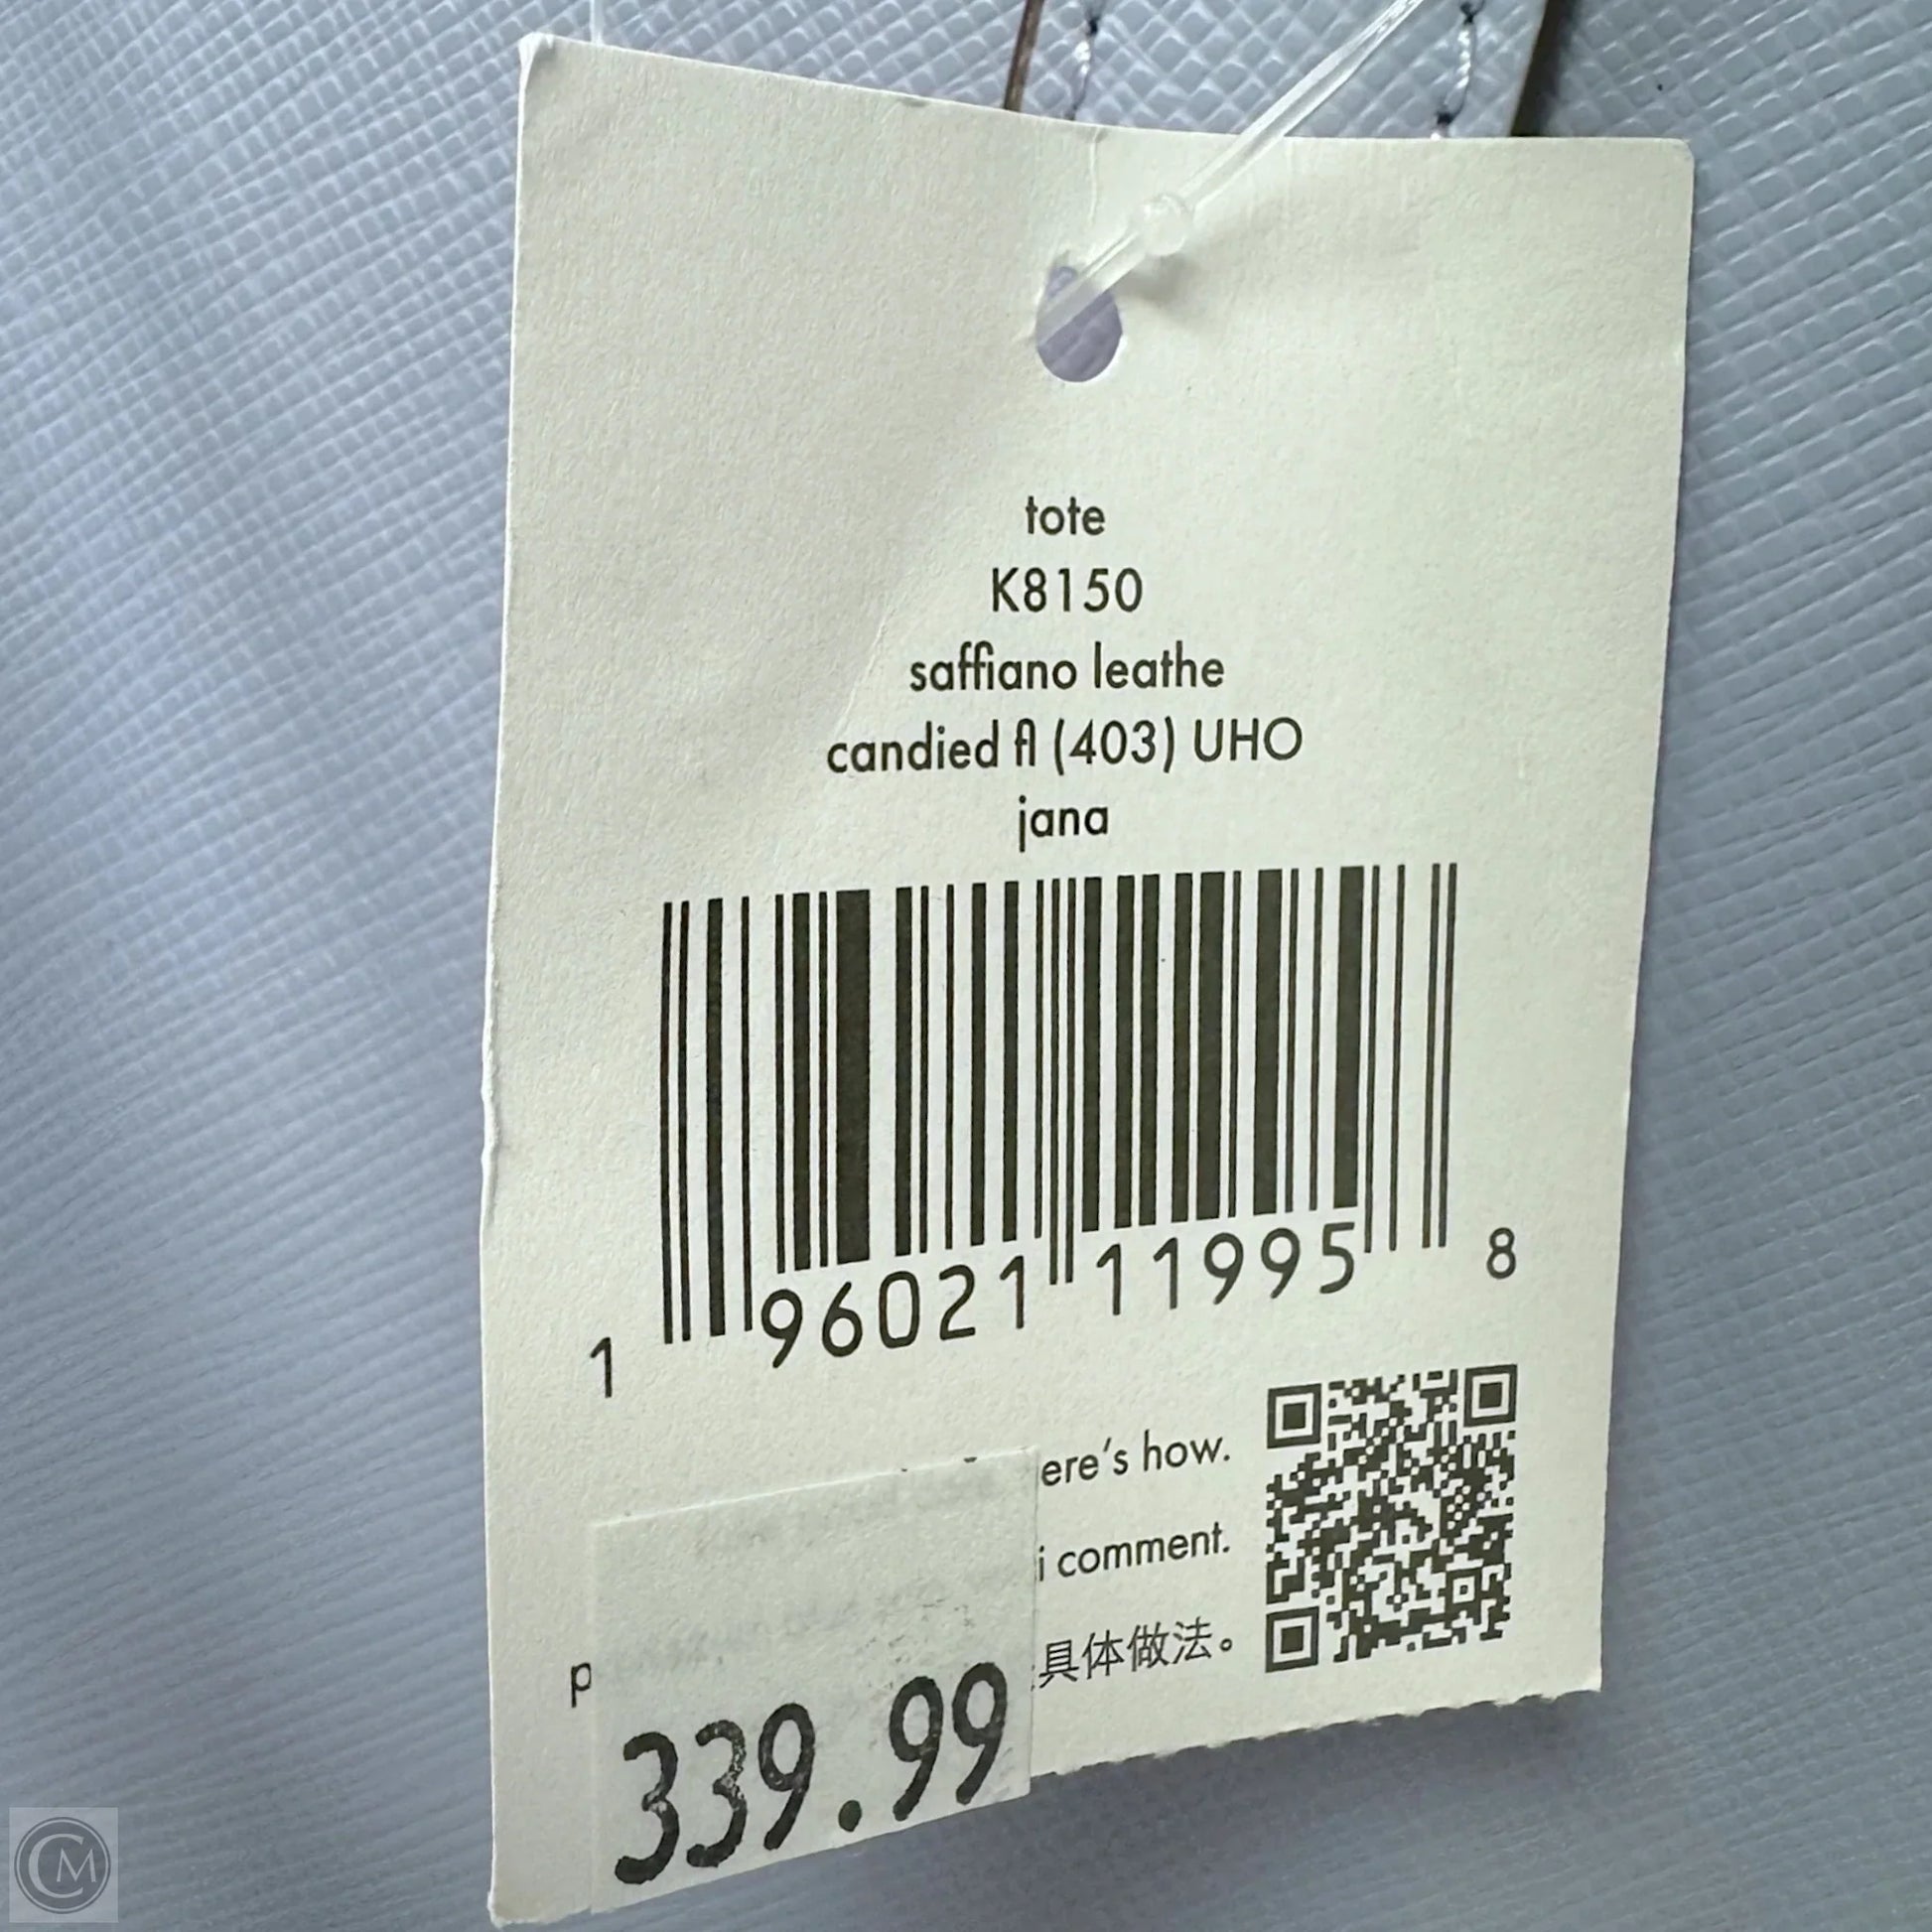 tote
K8150
saffiano leathe
candied fl (403) UHO
jana
1 96021 11995 8
ere's how.
i comment.
p
具体做法。
339.99
CM